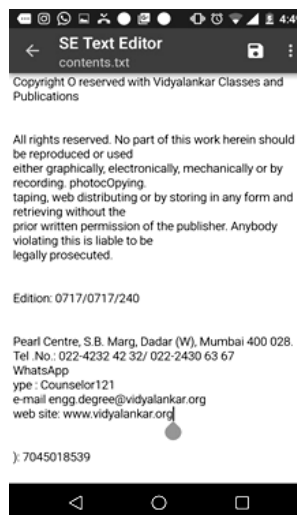 4:4
SE Text Editor
contents.txt
Copyright O reserved with Vidyalankar Classes and
Publications
All rights reserved. No part of this work herein should
be reproduced or used
either graphically, electronically, mechanically or by
recording. photocOpying.
taping, web distributing or by storing in any form and
retrieving without the
prior written permission of the publisher. Anybody
violating this is liable to be
legally prosecuted.
Edition: 0717/0717/240
Pearl Centre, S.B. Marg, Dadar (W), Mumbai 400 028.
Tel .No.: 022-4232 42 32/ 022-2430 63 67
WhatsApp
ype : Counselor121
e-mail engg.degree@vidyalankar.org
web site: www.vidyalankar.org
): 7045018539